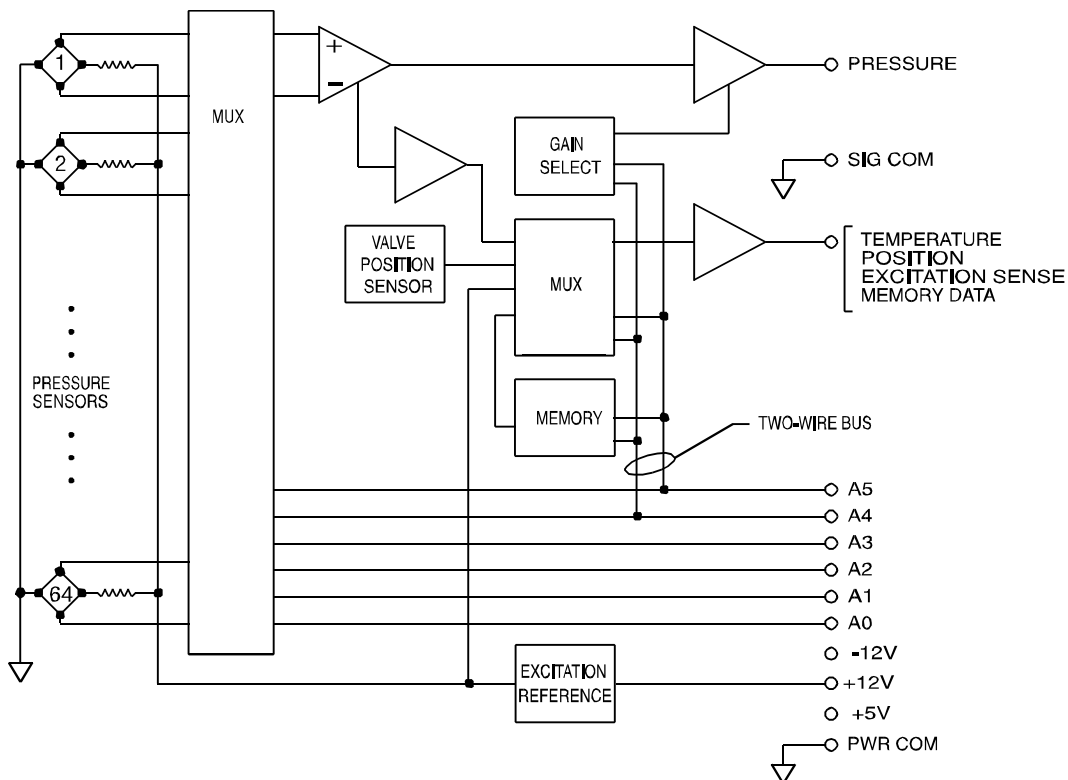 1
MUX
+
-
PRESSURE
2
GAIN
SELECT
SIG COM
VALVE
POSITION
SENSOR
MUX
TEMPERATURE
POSITION
EXCITATION SENSE
MEMORY DATA
PRESSURE
SENSORS
MEMORY
TWO-WIRE BUS
A5
A4
A3
A2
64
A1
A0
-12V
EXCITATION
REFERENCE
+12V
+5V
PWR COM